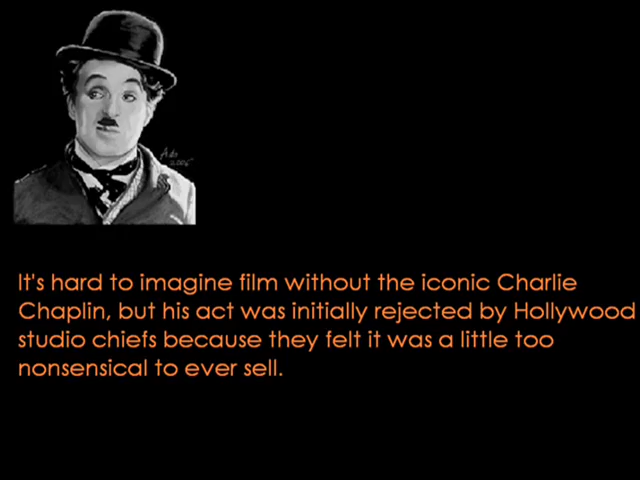 It's hard to imagine film without the iconic Charlie
Chaplin, but his act was initially rejected by Hollywood
studio chiefs because they felt it was a little too
nonsensical to ever sell.